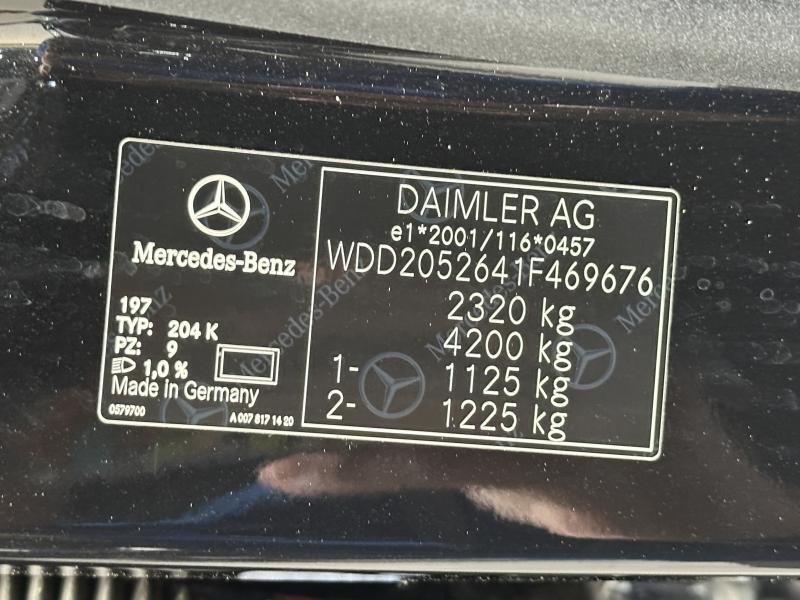 Mercedes-Benz
197
TYP: 204 K
PZ: 9
1,0 %
Made in Germany
0579700
A 007 817 14 20
DAIMLER AG
e1*2001/116*0457
WDD2052641F469676
2320 kg
4200 kg
1- 1125 kg
2- 1225 kg